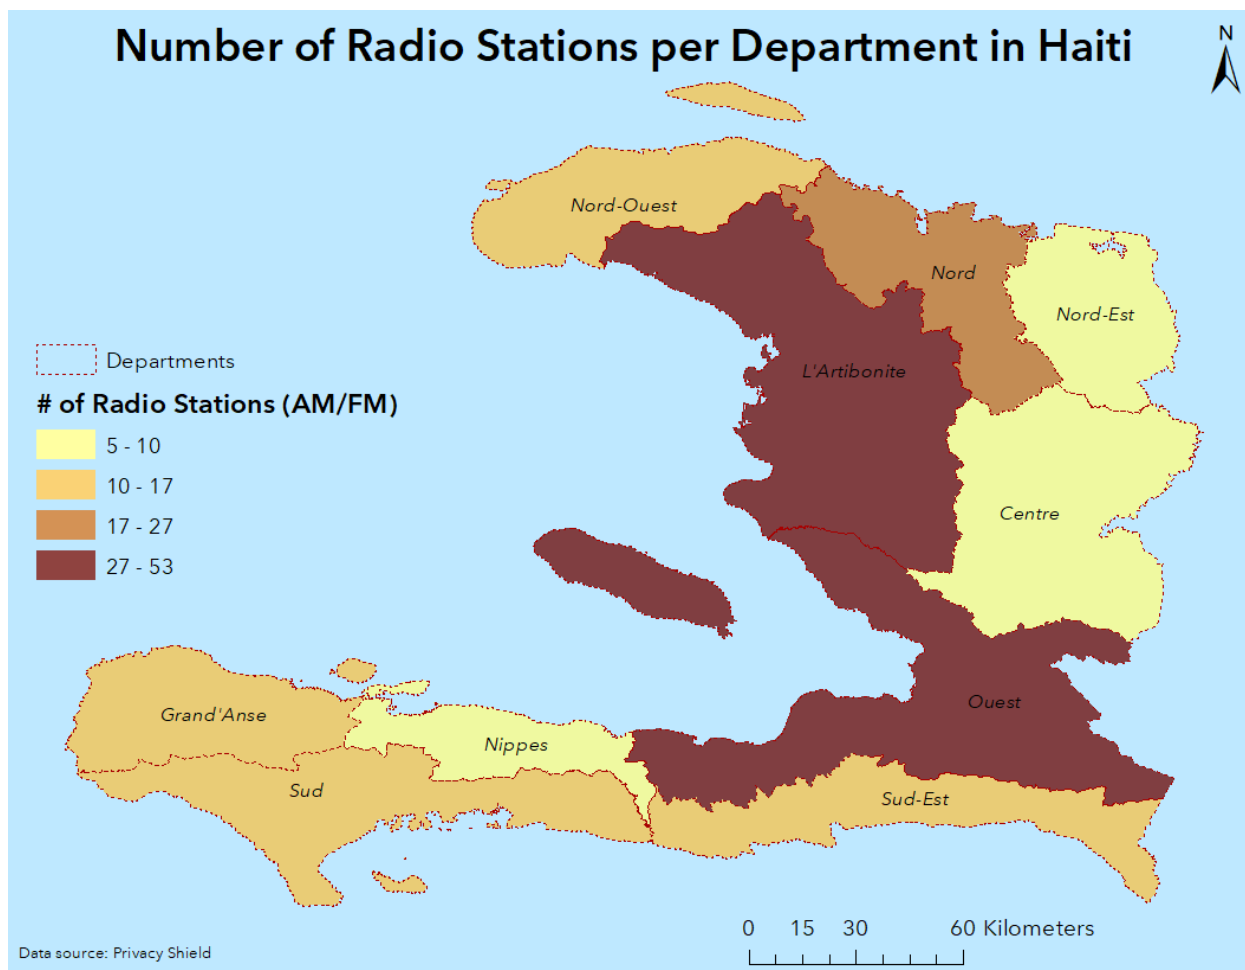 Number of Radio Stations per Department in Haiti
N
Nord-Ouest
Nord
Nord-Est
L'Artibonite
Departments
# of Radio Stations (AM/FM)
5 - 10
10 - 17
17 - 27
27 - 53
Centre
Ouest
Grand'Anse
Nippes
Sud
Sud-Est
0 15 30 60 Kilometers
Data source: Privacy Shield